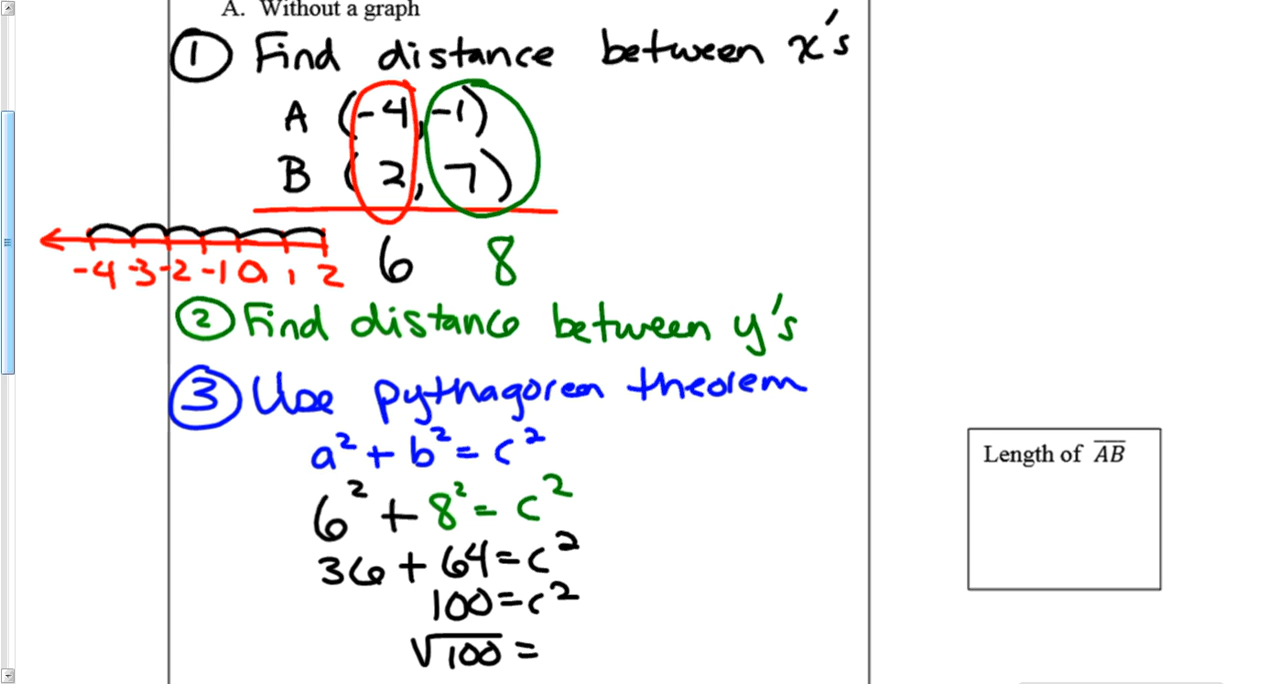 A. Without a graph
① Find distance between x's
A (-4, -1)
B (2, 7)
-4 -3 -2 -1 0 1 2
6 8
② Find distance between y's
③ Use pythagoren theorem
a² + b² = c²
6² + 8² = c²
36 + 64 = c²
100 = c²
√100 =
Length of A̅B̅